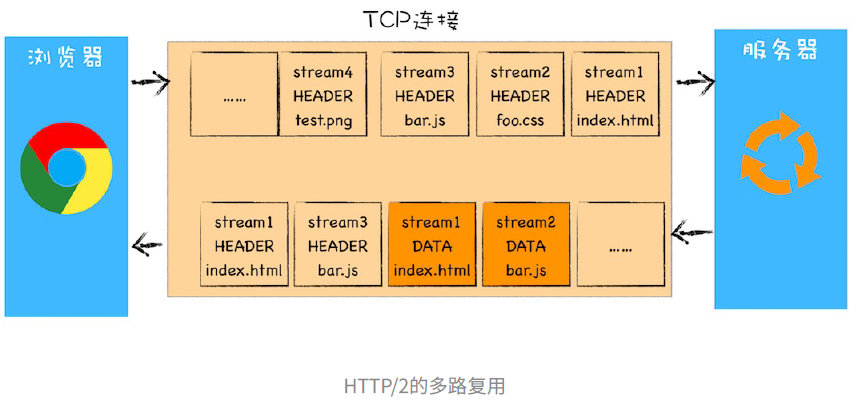 TCP连接
浏览器
服务器
……
stream4
HEADER
test.png
stream3
HEADER
bar.js
stream2
HEADER
foo.css
stream1
HEADER
index.html
stream1
HEADER
index.html
stream3
HEADER
bar.js
stream1
DATA
index.html
stream2
DATA
bar.js
……
HTTP/2的多路复用